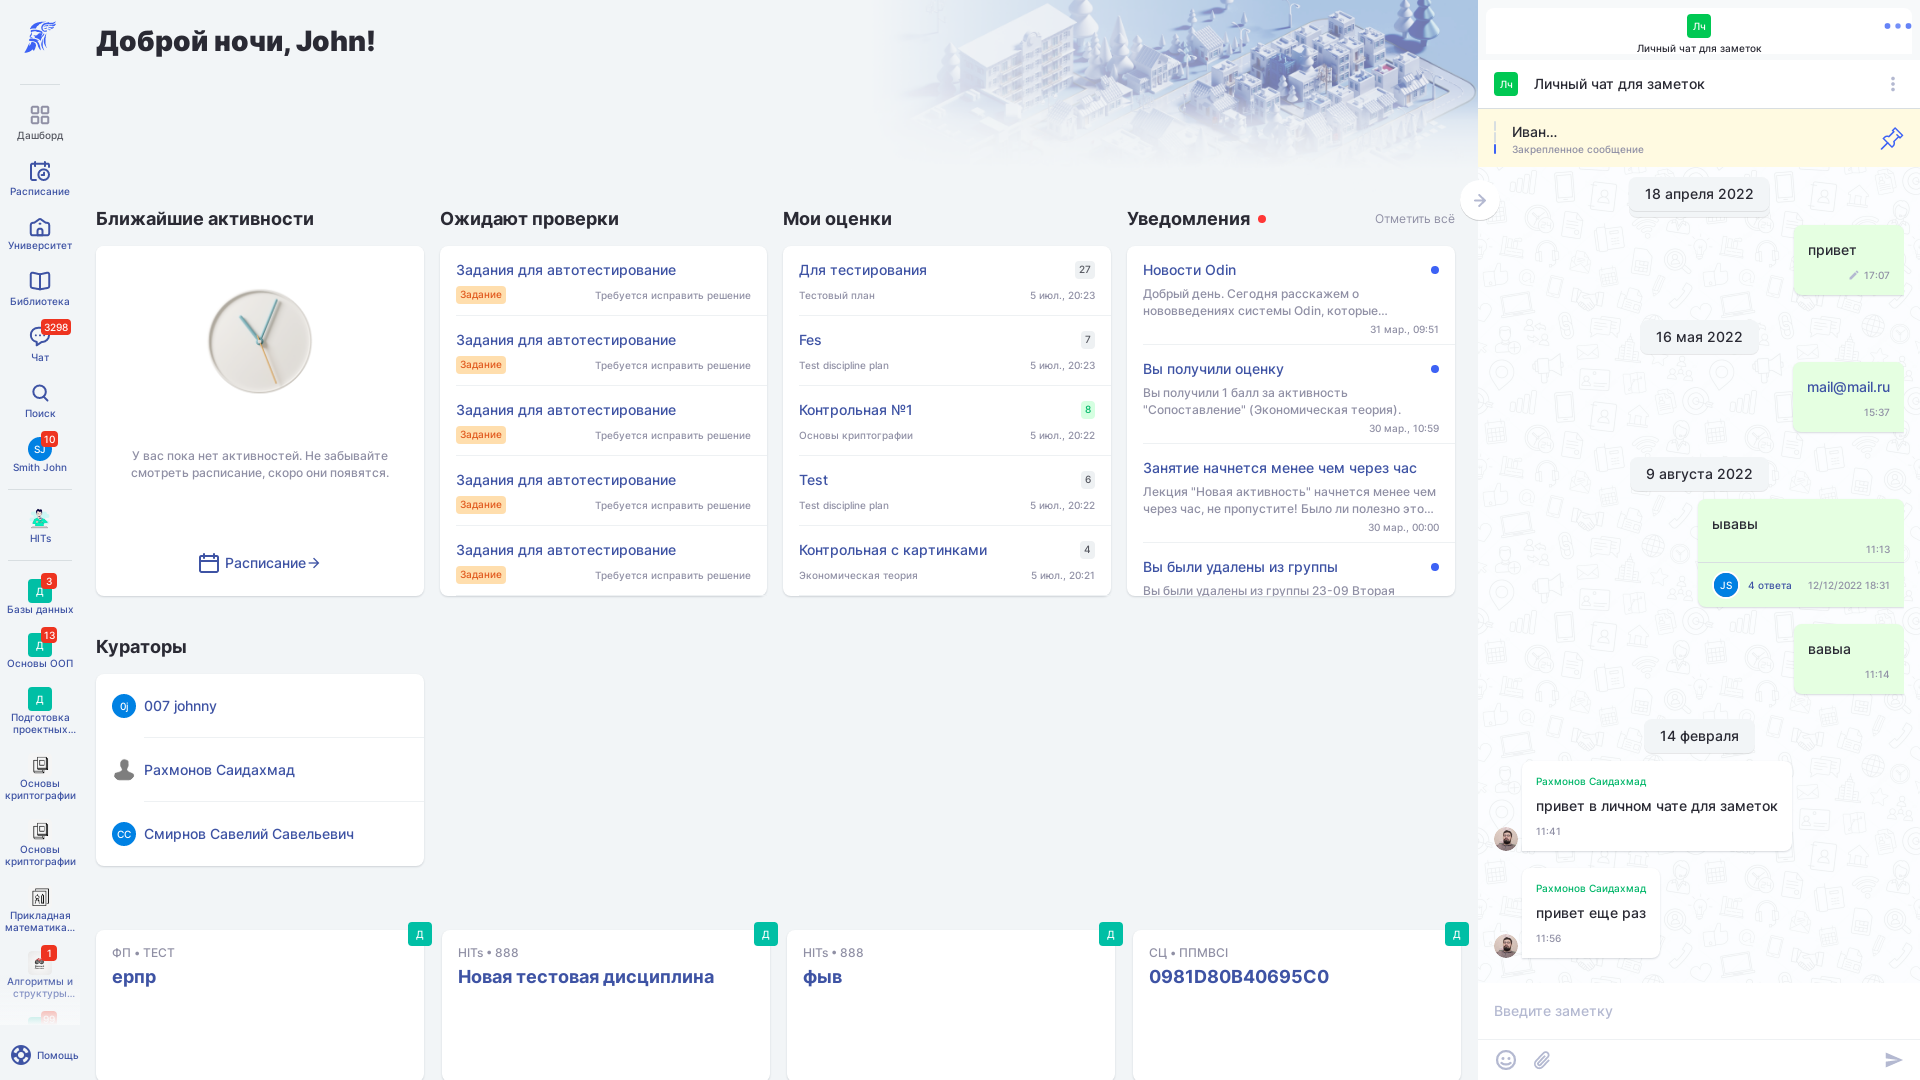 Доброй ночи, John!
Дашборд
Расписание
Университет
Библиотека
3298
Чат
Поиск
10
SJ
Smith John
HITs
3
Д
Базы данных
13
Д
Основы ООП
Д
Подготовка
проектных...
Основы
криптографии
Основы
криптографии
Прикладная
математика...
1
Алгоритмы и
структуры...
Помощь
Ближайшие активности
У вас пока нет активностей. Не забывайте
смотреть расписание, скоро они появятся.
Расписание
Ожидают проверки
Задания для автотестирование
Задание Требуется исправить решение
Задания для автотестирование
Задание Требуется исправить решение
Задания для автотестирование
Задание Требуется исправить решение
Задания для автотестирование
Задание Требуется исправить решение
Задания для автотестирование
Задание Требуется исправить решение
Мои оценки
Для тестирования 27
Тестовый план 5 июл., 20:23
Fes 7
Test discipline plan 5 июл., 20:23
Контрольная №1 8
Основы криптографии 5 июл., 20:22
Test 6
Test discipline plan 5 июл., 20:22
Контрольная с картинками 4
Экономическая теория 5 июл., 20:21
Уведомления Отметить всё
Новости Odin
Добрый день. Сегодня расскажем о
нововведениях системы Odin, которые...
31 мар., 09:51
Вы получили оценку
Вы получили 1 балл за активность
"Сопоставление" (Экономическая теория).
30 мар., 10:59
Занятие начнется менее чем через час
Лекция "Новая активность" начнется менее чем
через час, не пропустите! Было ли полезно это...
30 мар., 00:00
Вы были удалены из группы
Вы были удалены из группы 23-09 Вторая
Кураторы
0j 007 johnny
Рахмонов Саидахмад
СС Смирнов Савелий Савельевич
Д
ФП • ТЕСТ
ерпр
Д
HITs • 888
Новая тестовая дисциплина
Д
HITs • 888
фыв
Д
СЦ • ППМВСІ
0981D80B40695C0
Лч
Личный чат для заметок
Лч Личный чат для заметок
Иван...
Закрепленное сообщение
18 апреля 2022
привет
17:07
16 мая 2022
mail@mail.ru
15:37
9 августа 2022
ывавы
11:13
JS 4 ответа 12/12/2022 18:31
вавыа
11:14
14 февраля
Рахмонов Саидахмад
привет в личном чате для заметок
11:41
Рахмонов Саидахмад
привет еще раз
11:56
Введите заметку